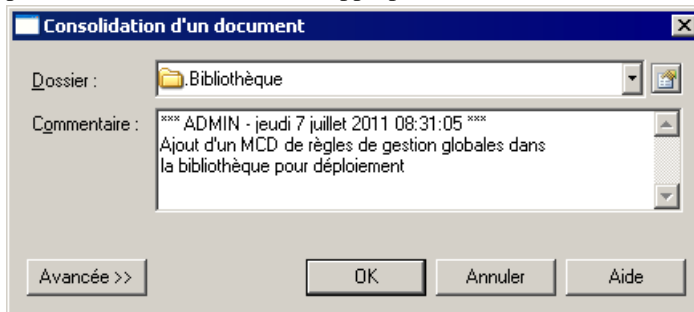 Consolidation d'un document
Dossier :
.Bibliothèque
Commentaire :
*** ADMIN - jeudi 7 juillet 2011 08:31:05 ***
Ajout d'un MCD de règles de gestion globales dans
la bibliothèque pour déploiement
Avancée >>
OK
Annuler
Aide